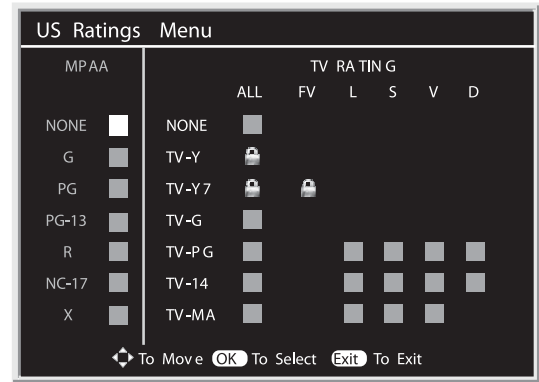 US Ratings Menu
MPAA TV RATING
ALL FV L S V D
NONE NONE
G TV-Y
PG TV-Y7
PG-13 TV-G
R TV-PG
NC-17 TV-14
X TV-MA
To Move OK To Select Exit To Exit